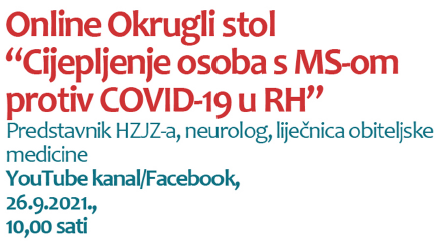 Online Okrugli stol
“Cijepljenje osoba s MS-om
protiv COVID-19 u RH”
Predstavnik HZJZ-a, neurolog, liječnica obiteljske
medicine
YouTube kanal/Facebook,
26.9.2021.,
10,00 sati